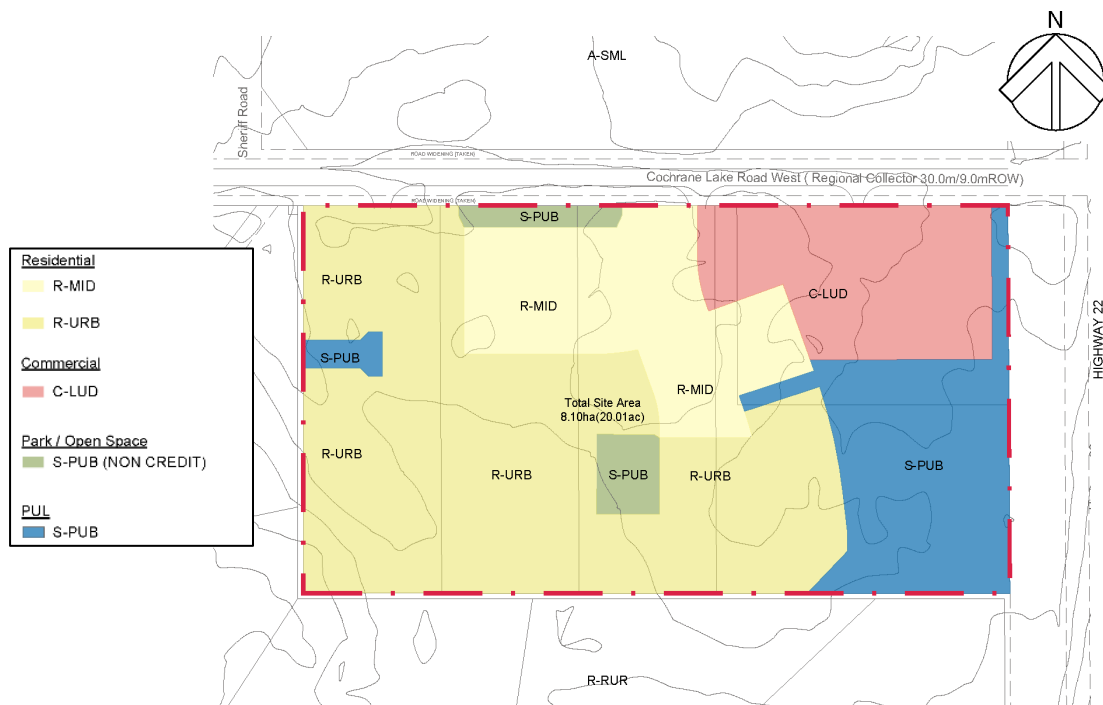 N
A-SML
Sheriff Road
ROAD WIDENING (TAKEN)
Cochrane Lake Road West ( Regional Collector 30.0m/9.0mROW)
ROAD WIDENING (TAKEN)
S-PUB
Residential
R-MID
R-URB
Commercial
C-LUD
Park / Open Space
S-PUB (NON CREDIT)
PUL
S-PUB
R-URB
R-MID
C-LUD
HIGHWAY 22
S-PUB
R-MID
Total Site Area
8.10ha(20.01ac)
R-URB
R-URB
S-PUB
R-URB
S-PUB
R-RUR